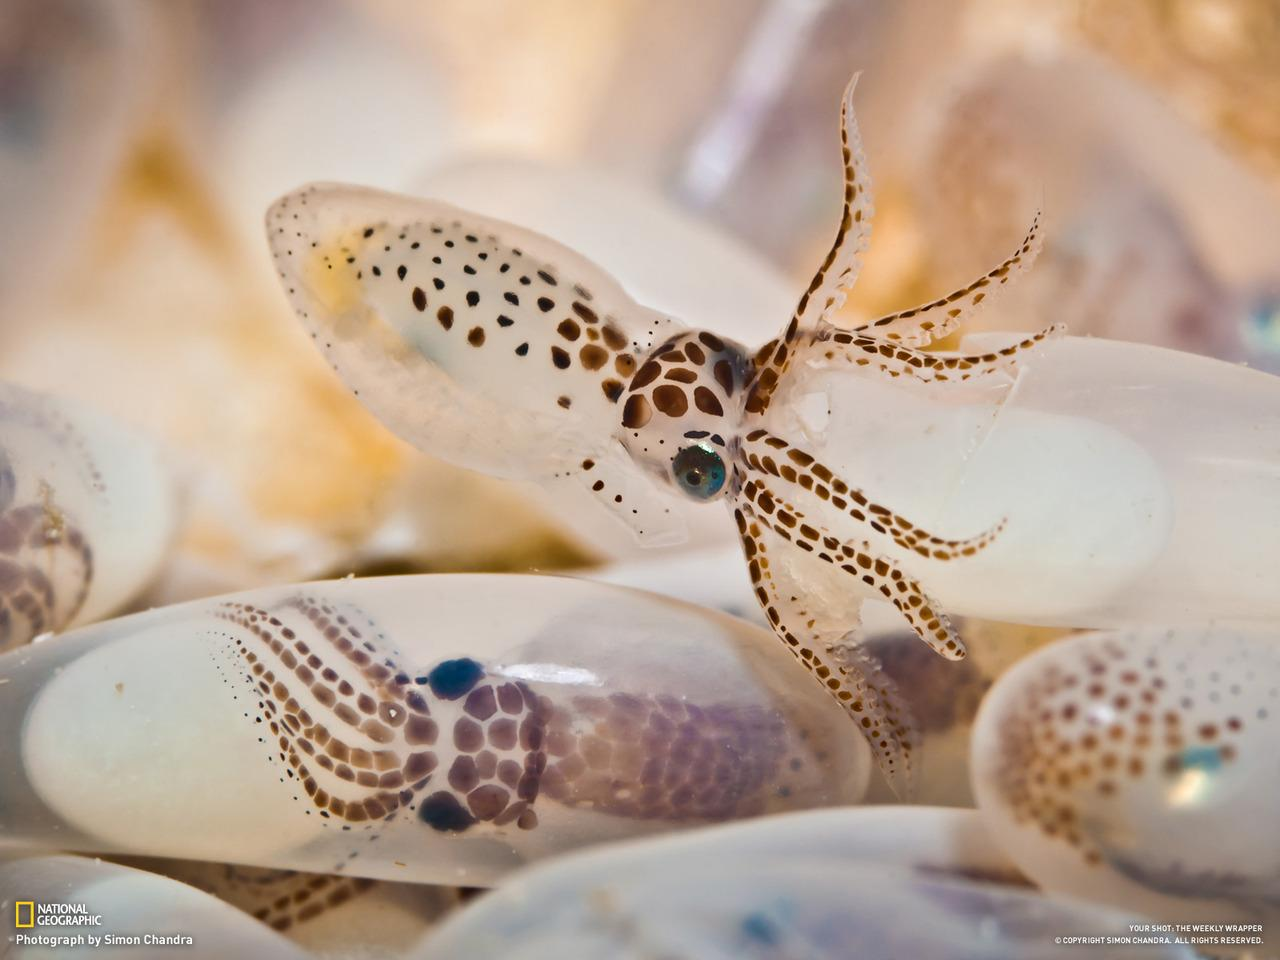 NATIONAL
GEOGRAPHIC
Photograph by Simon Chandra
YOUR SHOT: THE WEEKLY WRAPPER
© COPYRIGHT SIMON CHANDRA. ALL RIGHTS RESERVED.